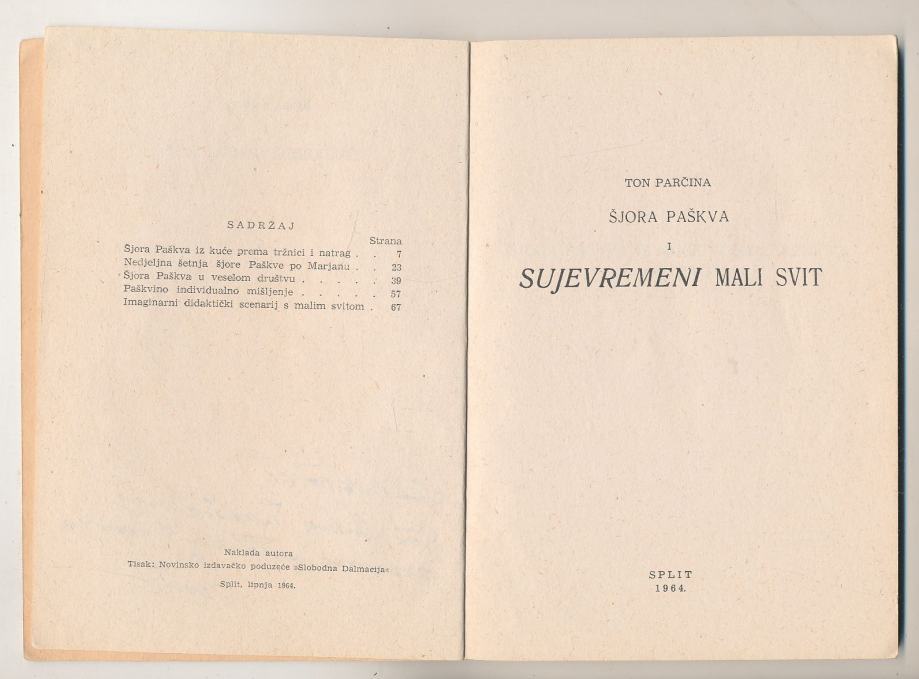 SADRŽAJ
Strana
Šjora Paškva iz kuće prema tržnici i natrag . . 7
Nedjeljna šetnja šjore Paškve po Marjanu . . 23
Šjora Paškva u veselom društvu . . . . . 39
Paškvino individualno mišljenje . . . . . 57
Imaginarni didaktički scenarij s malim svitom . 67
Naklada autora
Tisak: Novinsko izdavačko poduzeće »Slobodna Dalmacija«
Split, lipnja 1964.
TON PARČINA
ŠJORA PAŠKVA
I
SUJEVREMENI MALI SVIT
SPLIT
1964.